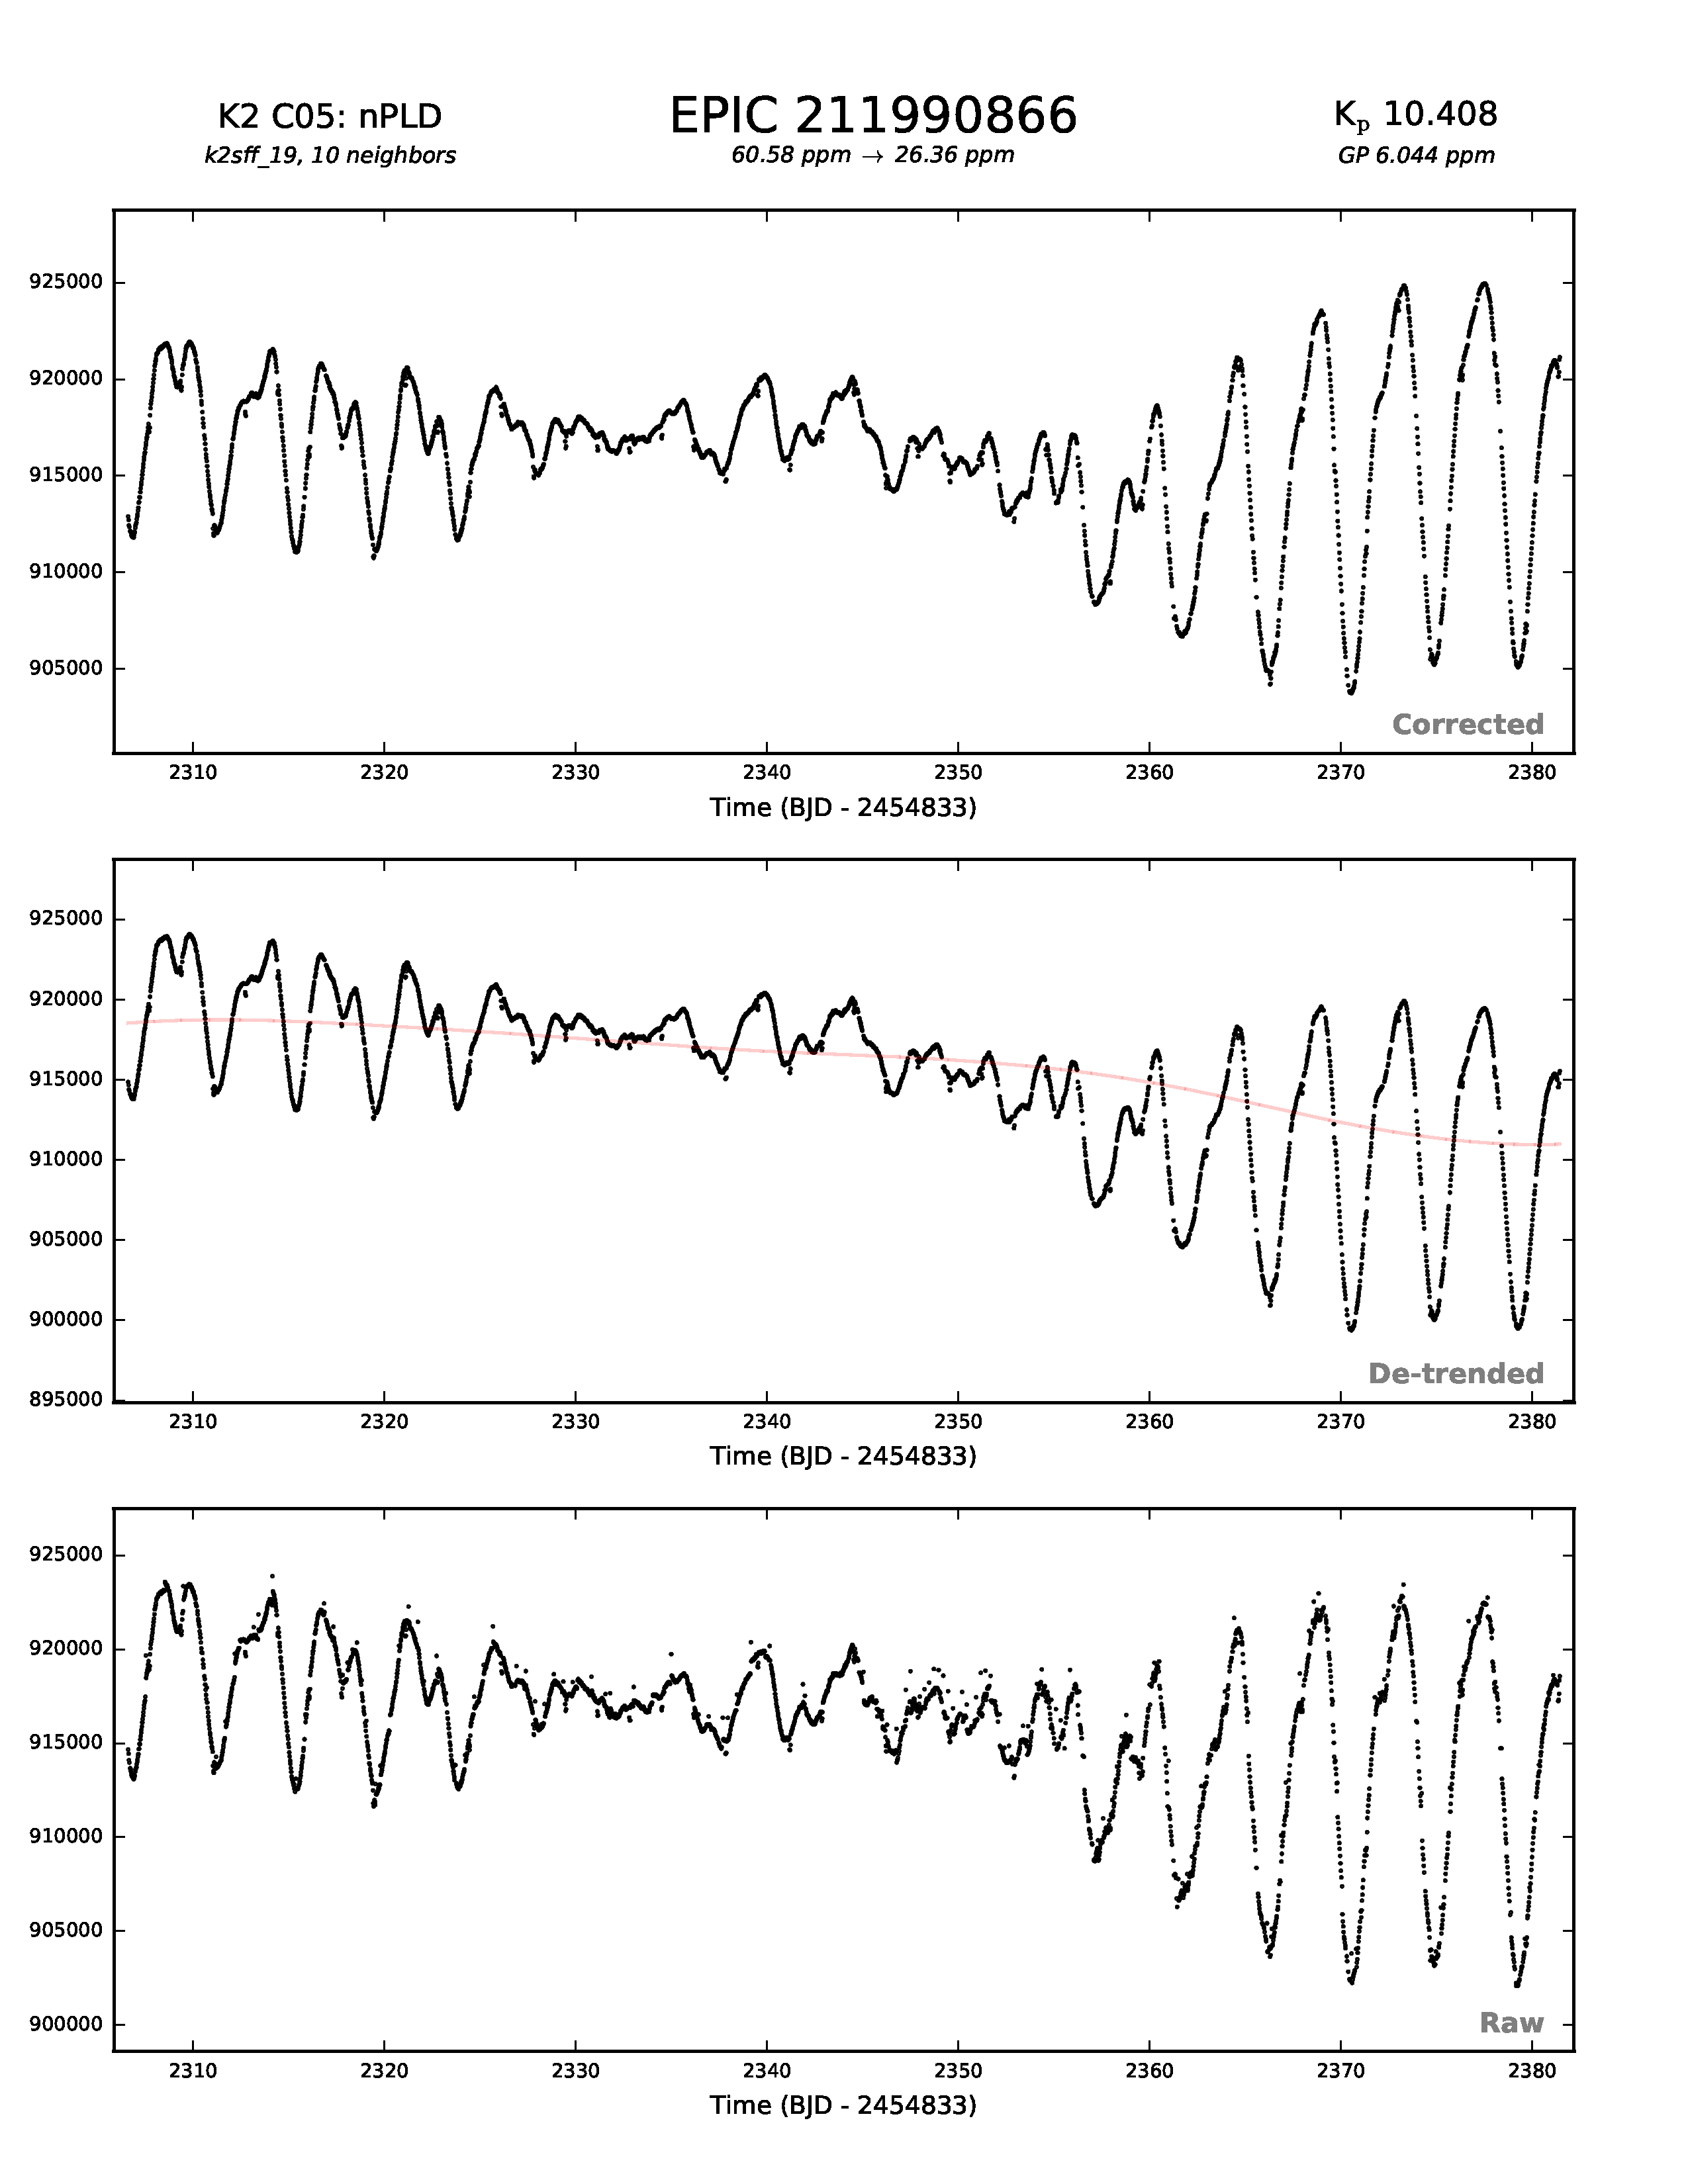 K2 C05: nPLD
EPIC 211990866
Kp 10.408
k2sff_19, 10 neighbors
60.58 ppm → 26.36 ppm
GP 6.044 ppm
925000
920000
915000
910000
905000
Corrected
2310 2320 2330 2340 2350 2360 2370 2380
Time (BJD - 2454833)
925000
920000
915000
910000
905000
900000
895000
De-trended
2310 2320 2330 2340 2350 2360 2370 2380
Time (BJD - 2454833)
925000
920000
915000
910000
905000
900000
Raw
2310 2320 2330 2340 2350 2360 2370 2380
Time (BJD - 2454833)